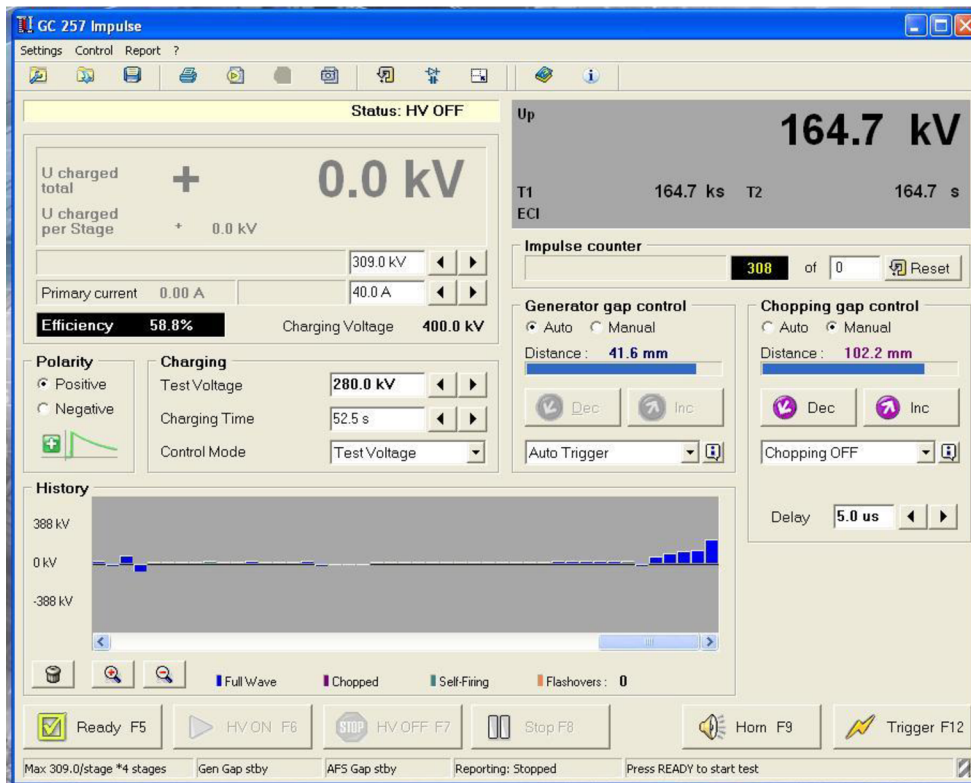 GC 257 Impulse
Settings Control Report ?
Status: HV OFF
U charged total + 0.0 kV
U charged per Stage + 0.0 kV
309.0 kV
Primary current 0.00 A 40.0 A
Efficiency 58.8% Charging Voltage 400.0 kV
Up 164.7 kV
T1 164.7 ks T2 164.7 s
ECI
Impulse counter
308 of 0 Reset
Polarity
Positive
Negative
Charging
Test Voltage 280.0 kV
Charging Time 52.5 s
Control Mode Test Voltage
Generator gap control
Auto Manual
Distance : 41.6 mm
Dec Inc
Auto Trigger
Chopping gap control
Auto Manual
Distance : 102.2 mm
Dec Inc
Chopping OFF
Delay 5.0 us
History
388 kV
0 kV
-388 kV
Full Wave Chopped Self-Firing Flashovers : 0
Ready F5 HV ON F6 STOP HV OFF F7 Stop F8 Horn F9 Trigger F12
Max 309.0/stage *4 stages Gen Gap stby AFS Gap stby Reporting: Stopped Press READY to start test